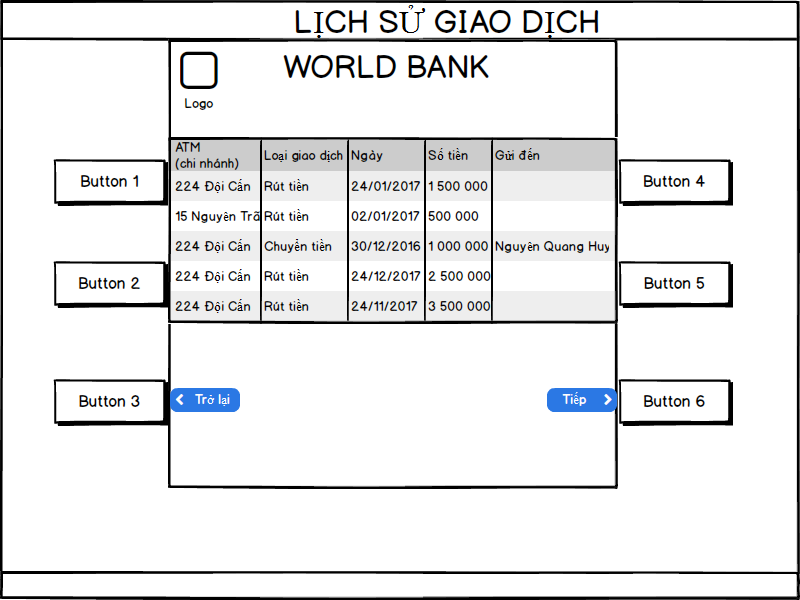 LỊCH SỬ GIAO DỊCH
WORLD BANK
Logo
ATM
(chi nhánh) Loại giao dịch Ngày Số tiền Gửi đến
224 Đội Cấn Rút tiền 24/01/2017 1 500 000
15 Nguyên Trã Rút tiền 02/01/2017 500 000
224 Đội Cấn Chuyển tiền 30/12/2016 1 000 000 Nguyên Quang Huy
224 Đội Cấn Rút tiền 24/12/2017 2 500 000
224 Đội Cấn Rút tiền 24/11/2017 3 500 000
Button 1
Button 4
Button 2
Button 5
Button 3
Trở lại
Tiếp
Button 6